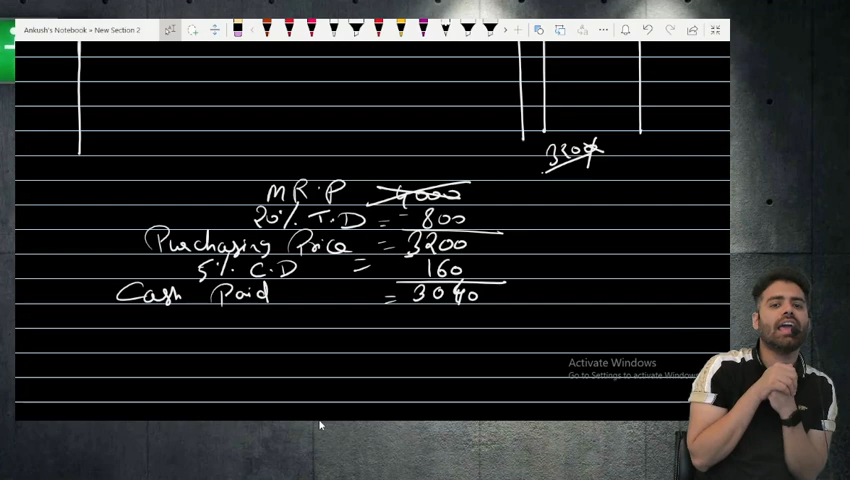 Ankush's Notebook » New Section 2
3200
M R.P 4000
20% T.D = - 800
Purchasing Price = 3200
5% C.D = 160
Cash Paid = 3040
Activate Windows
Go to Settings to activate Windows.